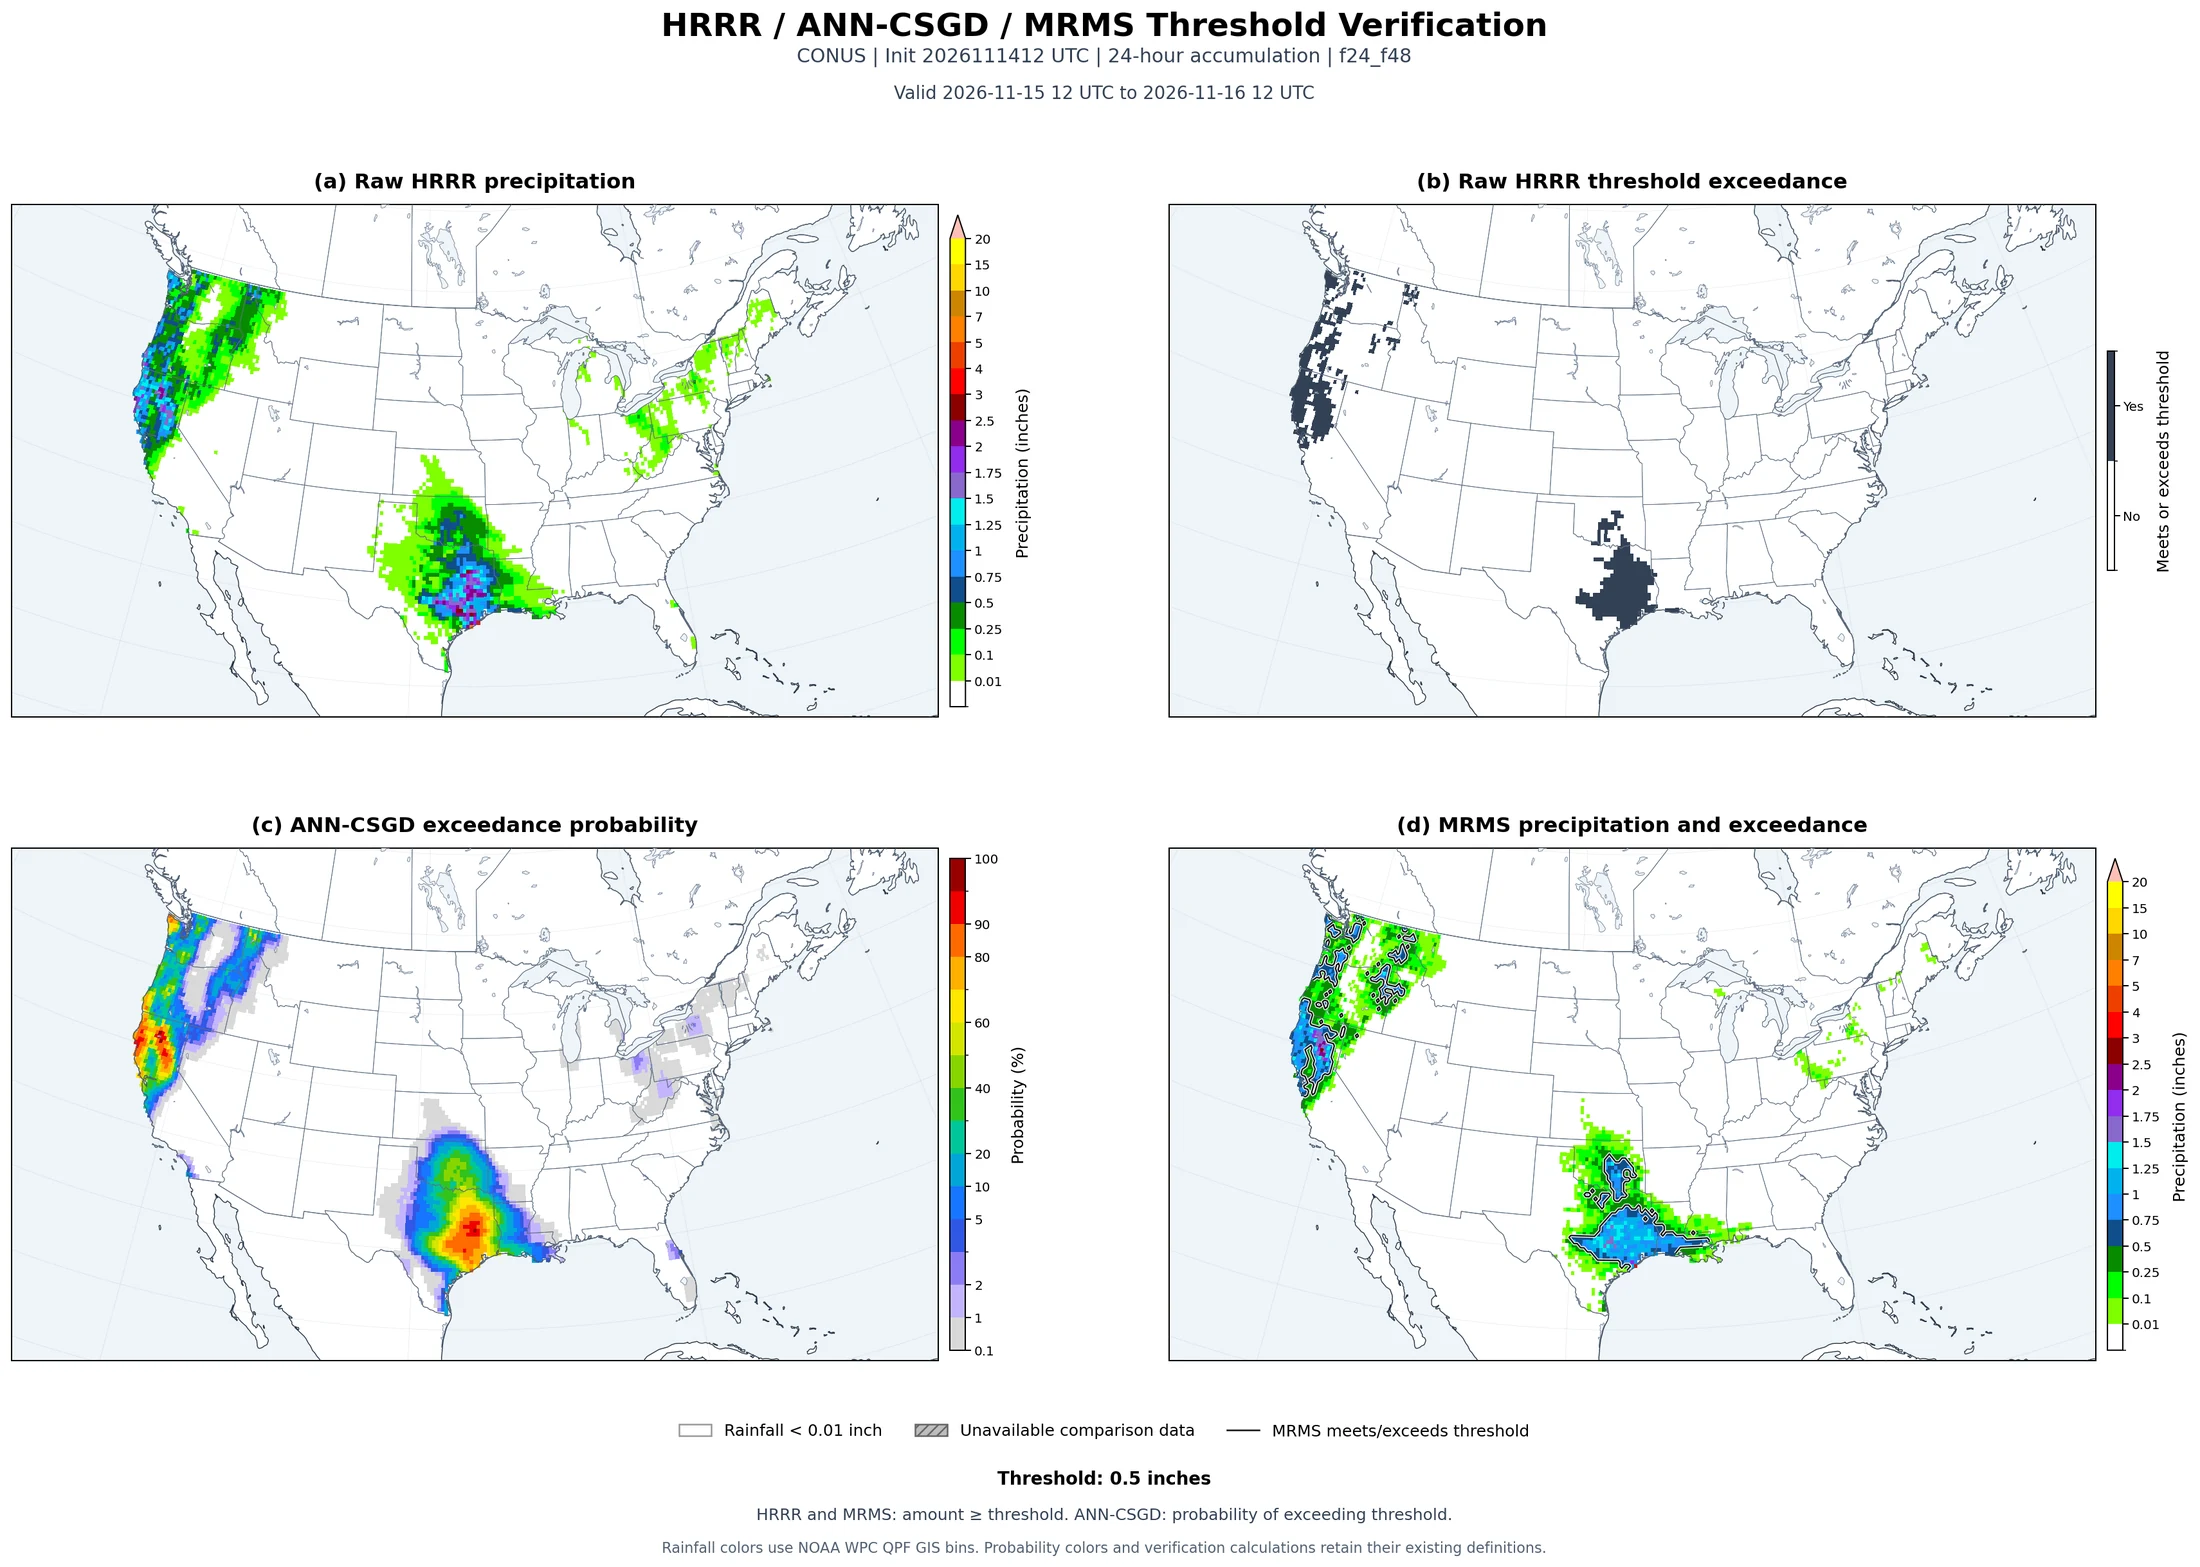 HRRR / ANN-CSGD / MRMS Threshold Verification
CONUS | Init 2026111412 UTC | 24-hour accumulation | f24_f48
Valid 2026-11-15 12 UTC to 2026-11-16 12 UTC
(a) Raw HRRR precipitation
20
15
10
7
5
4
3
2.5
2
1.75
1.5
1.25
1
0.75
0.5
0.25
0.1
0.01
Precipitation (inches)
(b) Raw HRRR threshold exceedance
Yes
No
Meets or exceeds threshold
(c) ANN-CSGD exceedance probability
100
90
80
60
40
20
10
5
2
1
0.1
Probability (%)
(d) MRMS precipitation and exceedance
20
15
10
7
5
4
3
2.5
2
1.75
1.5
1.25
1
0.75
0.5
0.25
0.1
0.01
Precipitation (inches)
Rainfall < 0.01 inch
Unavailable comparison data
MRMS meets/exceeds threshold
Threshold: 0.5 inches
HRRR and MRMS: amount ≥ threshold. ANN-CSGD: probability of exceeding threshold.
Rainfall colors use NOAA WPC QPF GIS bins. Probability colors and verification calculations retain their existing definitions.